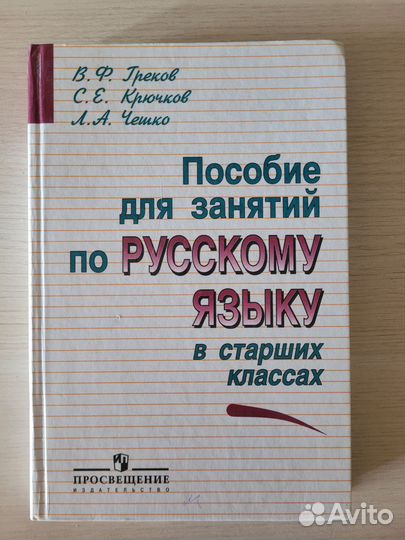 В. Ф. Греков
С. Е. Крючков
Л. А. Чешко
Пособие
для занятий
по РУССКОМУ
ЯЗЫКУ
в старших
классах
ПРОСВЕЩЕНИЕ
ИЗДАТЕЛЬСТВО
Avito